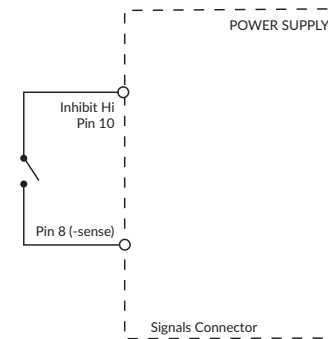 POWER SUPPLY
Inhibit Hi
Pin 10
Pin 8 (-sense)
Signals Connector